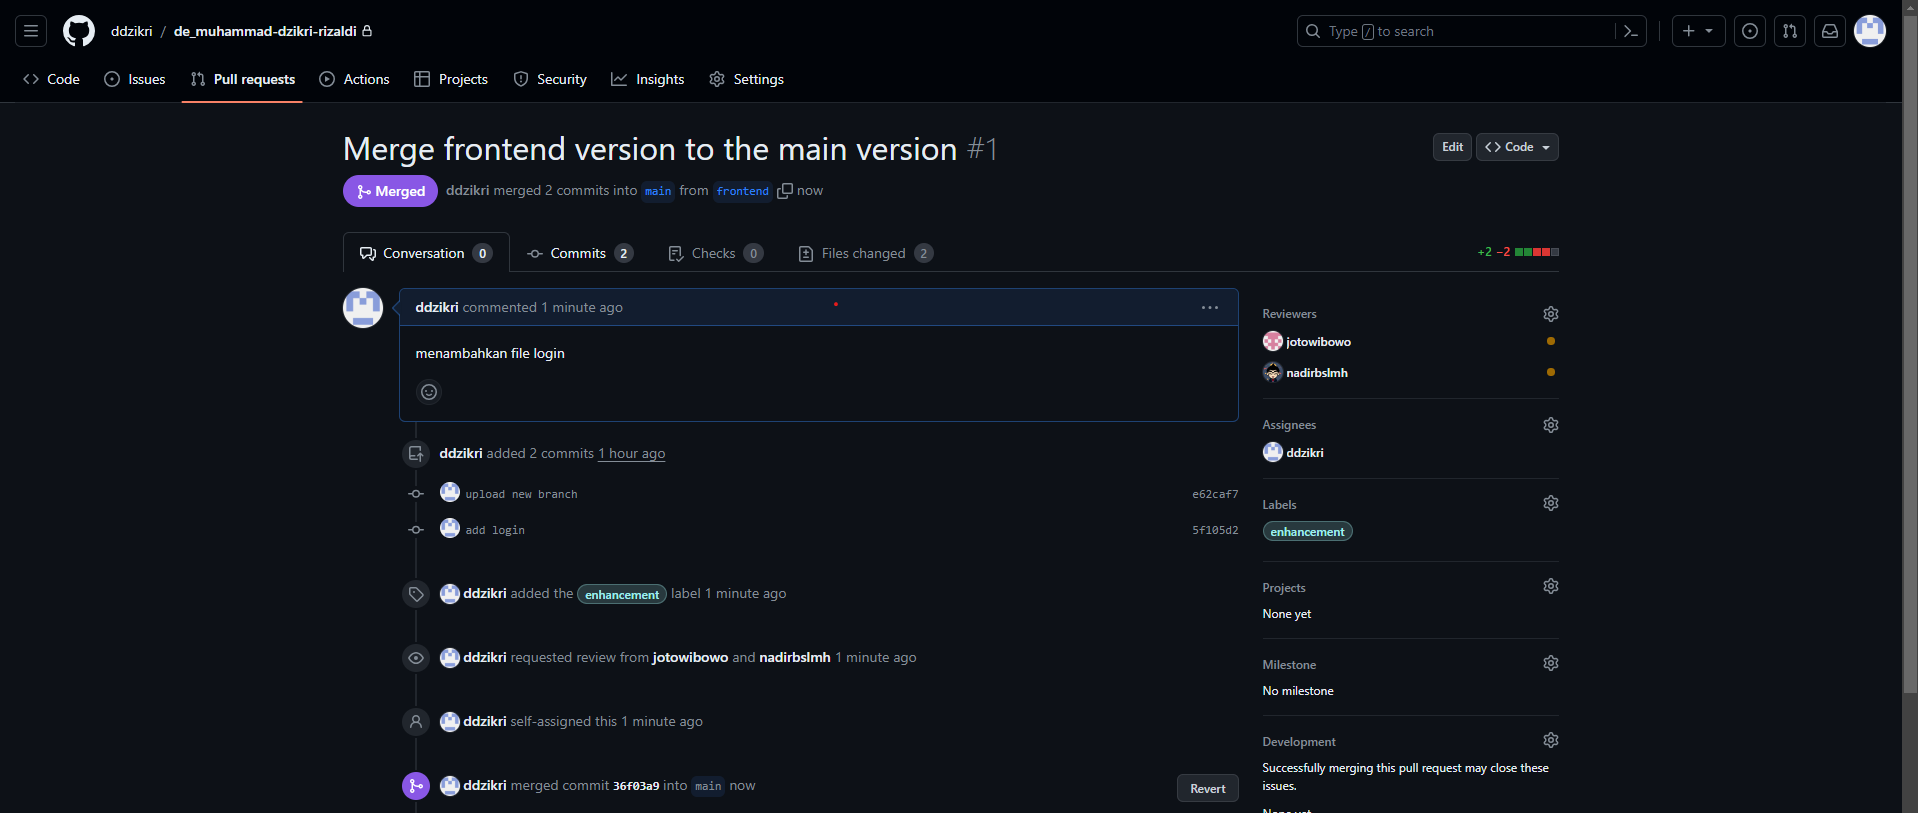 ddzikri / de_muhammad-dzikri-rizaldi
Type / to search
Code Issues Pull requests Actions Projects Security Insights Settings
Merge frontend version to the main version #1
Edit Code
Merged ddzikri merged 2 commits into main from frontend now
Conversation 0 Commits 2 Checks 0 Files changed 2
+2 −2
ddzikri commented 1 minute ago
menambahkan file login
ddzikri added 2 commits 1 hour ago
upload new branch e62caf7
add login 5f105d2
ddzikri added the enhancement label 1 minute ago
ddzikri requested review from jotowibowo and nadirbslmh 1 minute ago
ddzikri self-assigned this 1 minute ago
ddzikri merged commit 36f03a9 into main now
Revert
Reviewers
jotowibowo
nadirbslmh
Assignees
ddzikri
Labels
enhancement
Projects
None yet
Milestone
No milestone
Development
Successfully merging this pull request may close these
issues.
None yet